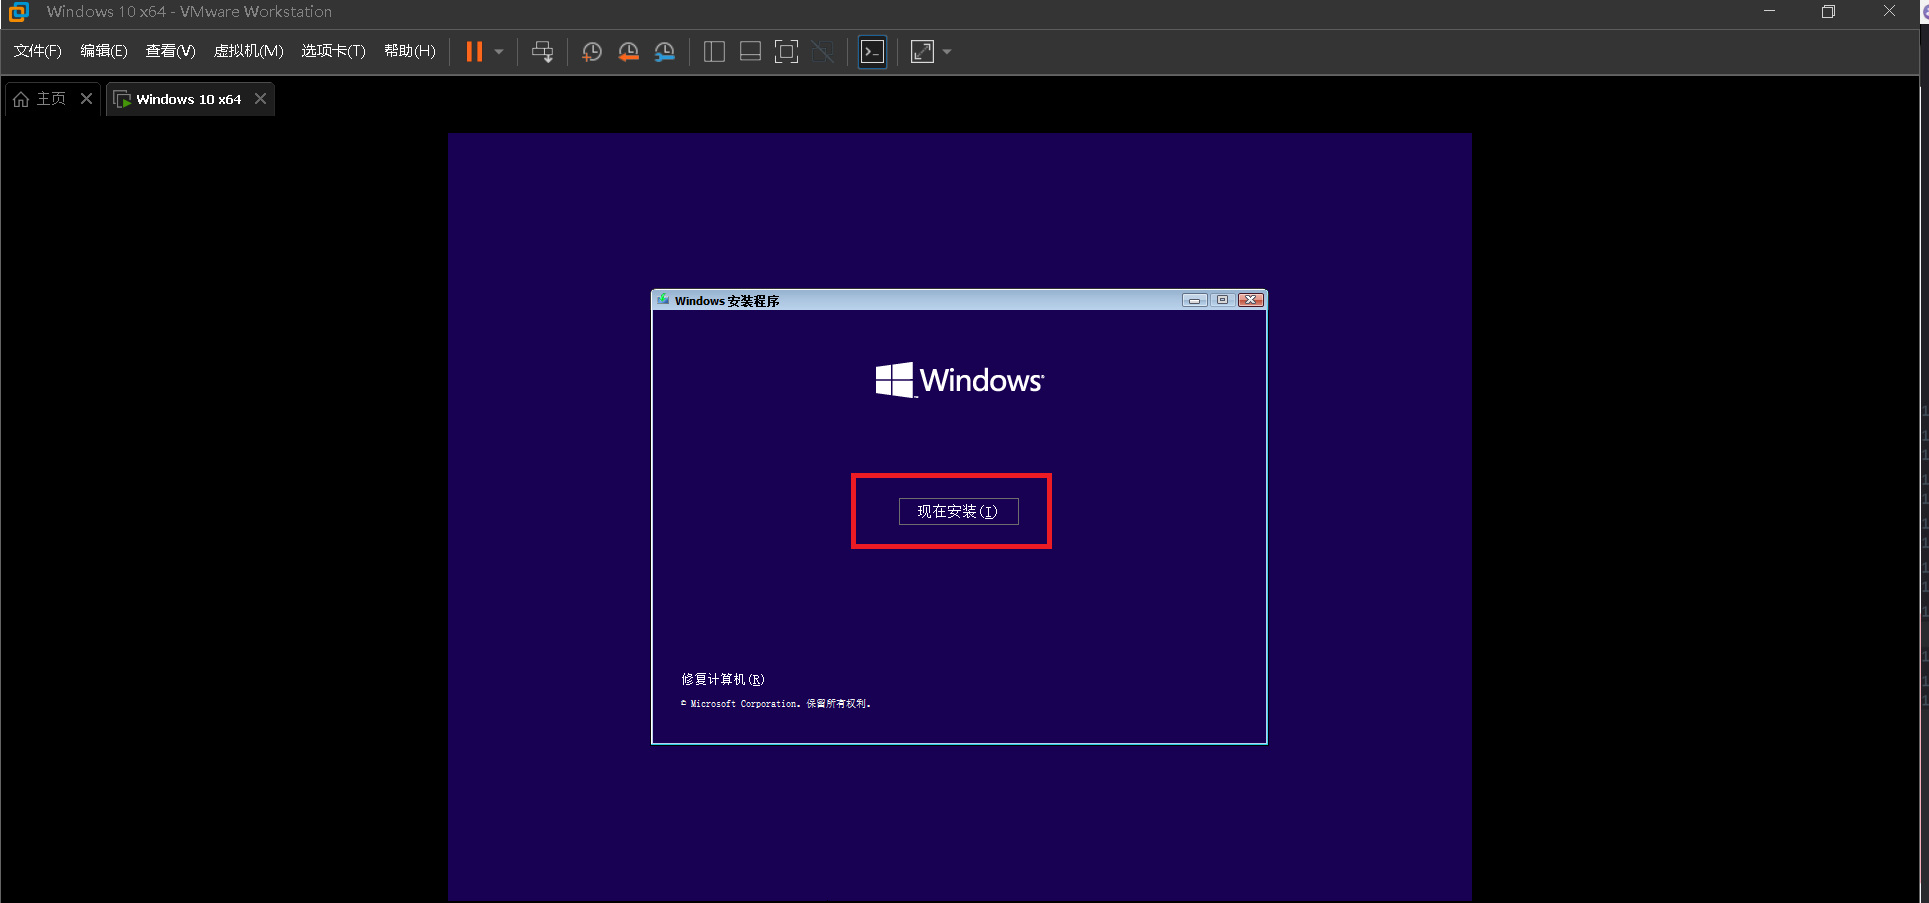 Windows 10 x64 - VMware Workstation
文件(F) 编辑(E) 查看(V) 虚拟机(M) 选项卡(T) 帮助(H)
主页 Windows 10 x64
Windows 安装程序
Windows
现在安装(I)
修复计算机(R)
© Microsoft Corporation. 保留所有权利。